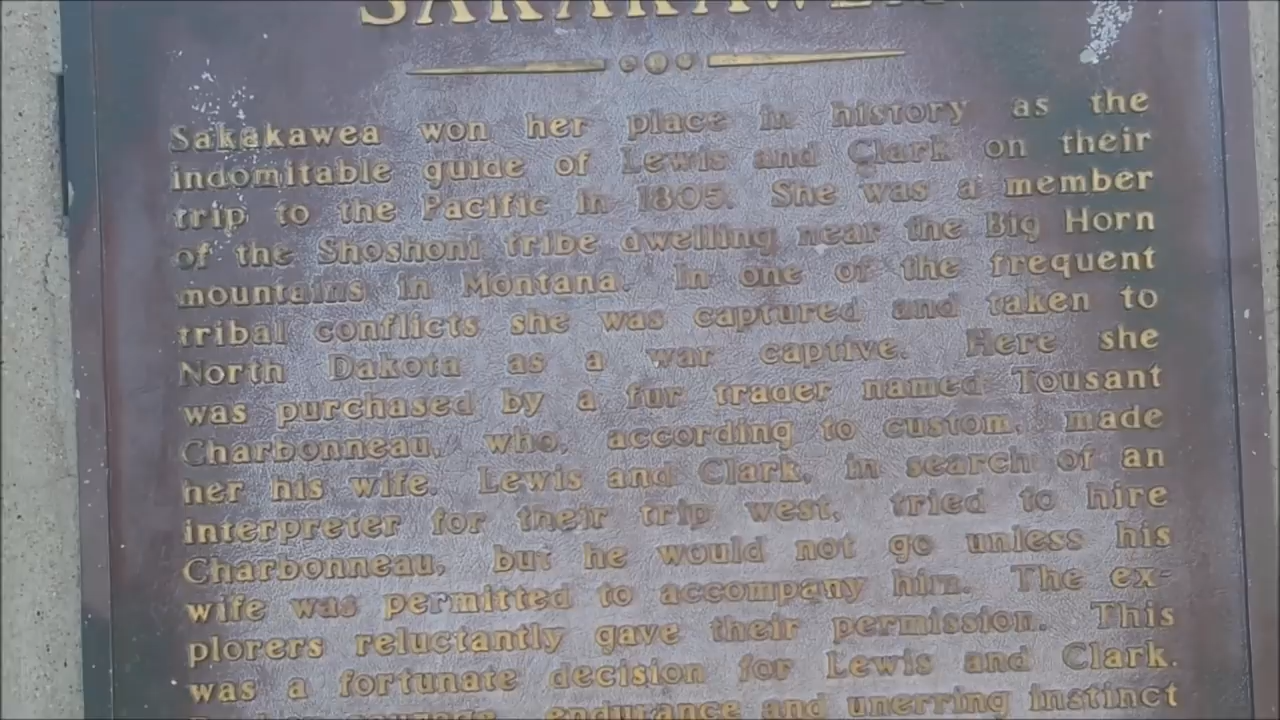 SAKAKAWEA
Sakakawea won her place in history as the
indomitable guide of Lewis and Clark on their
trip to the Pacific in 1805. She was a member
of the Shoshoni tribe dwelling near the Big Horn
mountains in Montana. In one of the frequent
tribal conflicts she was captured and taken to
North Dakota as a war captive. Here she
was purchased by a fur trader named Tousant
Charbonneau, who, according to custom, made
her his wife. Lewis and Clark, in search of an
interpreter for their trip west, tried to hire
Charbonneau, but he would not go unless his
wife was permitted to accompany him. The ex-
plorers reluctantly gave their permission. This
was a fortunate decision for Lewis and Clark.
courage, endurance and unerring instinct